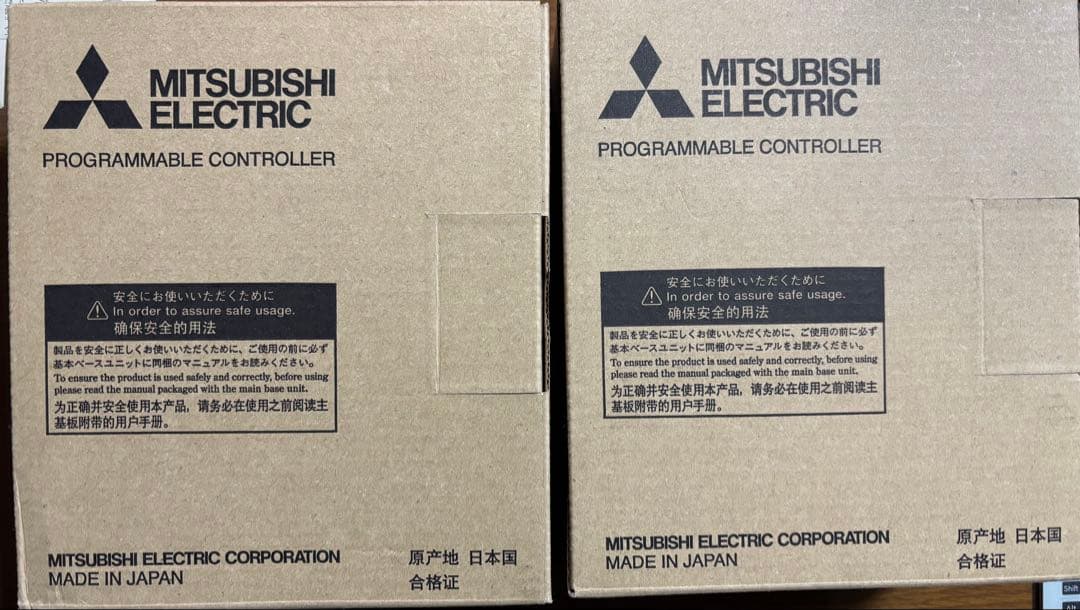 MITSUBISHI
ELECTRIC
PROGRAMMABLE CONTROLLER
安全にお使いいただくために
In order to assure safe usage.
确保安全的用法
製品を安全に正しくお使いいただくために、ご使用の前に必ず
基本ベースユニットに同梱のマニュアルをお読みください。
To ensure the product is used safely and correctly, before using
please read the manual packaged with the main base unit.
为正确并安全使用本产品，请务必在使用之前阅读主
基板附带的用户手册。
MITSUBISHI ELECTRIC CORPORATION
MADE IN JAPAN
原产地 日本国
合格证
MITSUBISHI
ELECTRIC
PROGRAMMABLE CONTROLLER
安全にお使いいただくために
In order to assure safe usage.
确保安全的用法
製品を安全に正しくお使いいただくために、ご使用の前に必ず
基本ベースユニットに同梱のマニュアルをお読みください。
To ensure the product is used safely and correctly, before using
please read the manual packaged with the main base unit.
为正确并安全使用本产品，请务必在使用之前阅读主
基板附带的用户手册。
MITSUBISHI ELECTRIC CORPORATION
MADE IN JAPAN
原产地 日本国
合格证
Shift